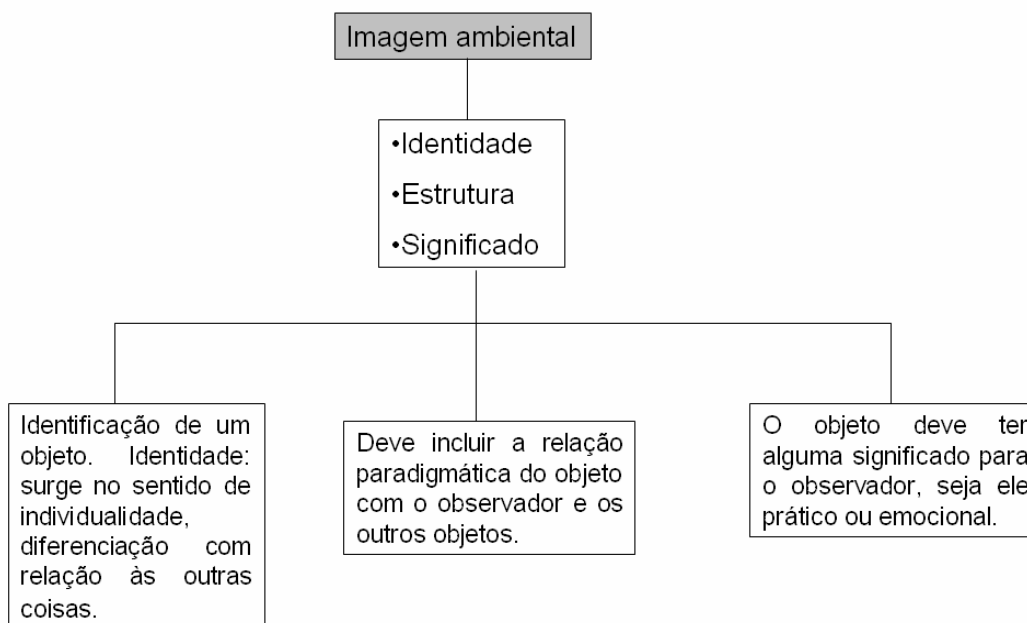 Imagem ambiental
•Identidade
•Estrutura
•Significado
Identificação de um
objeto. Identidade:
surge no sentido de
individualidade,
diferenciação com
relação às outras
coisas.
Deve incluir a relação
paradigmática do objeto
com o observador e os
outros objetos.
O objeto deve ter
alguma significado para
o observador, seja ele
prático ou emocional.